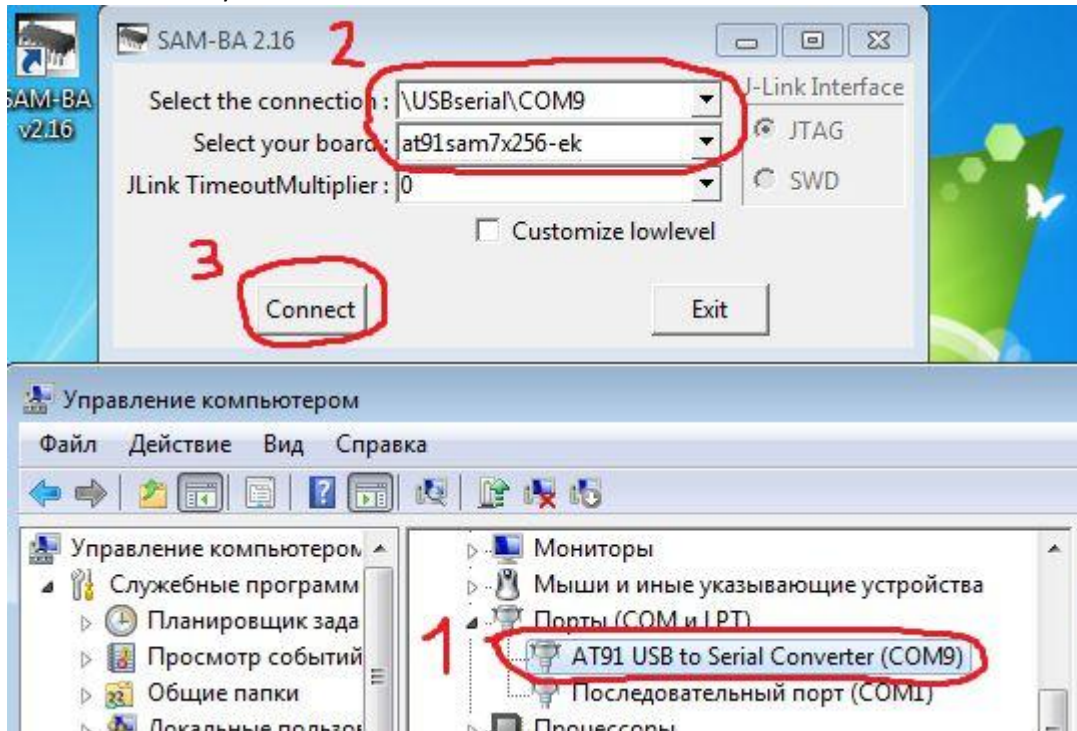 SAM-BA 2.16
2
SAM-BA
v2.16
Select the connection : \USBserial\COM9
J-Link Interface
Select your board : at91sam7x256-ek
JTAG
JLink TimeoutMultiplier : 0
SWD
Customize lowlevel
3
Connect
Exit
Управление компьютером
Файл Действие Вид Справка
Управление компьютером
Служебные программ
Планировщик зада
Просмотр событий
Общие папки
Локальные пользов
Мониторы
Мыши и иные указывающие устройства
Порты (COM и LPT)
1
AT91 USB to Serial Converter (COM9)
Последовательный порт (COM1)
Процессоры